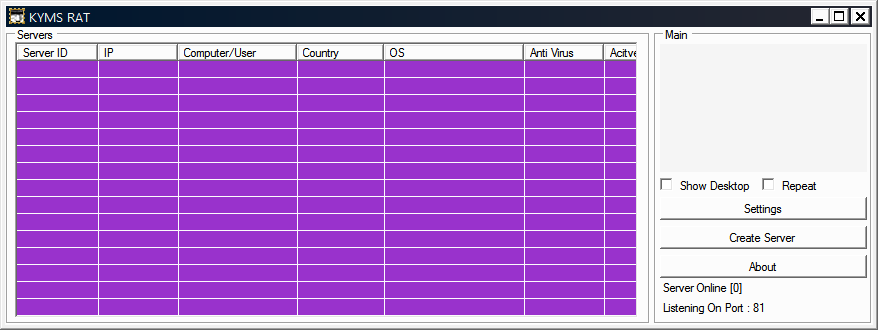 KYMS RAT
Servers
Server ID IP Computer/User Country OS Anti Virus Acitve
Main
Show Desktop Repeat
Settings
Create Server
About
Server Online [0]
Listening On Port : 81